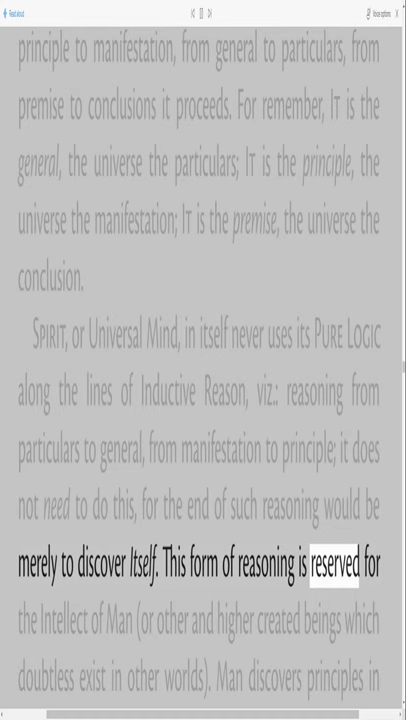 Read aloud
Voice options
principle to manifestation, from general to particulars, from
premise to conclusions it proceeds. For remember, IT is the
general, the universe the particulars; IT is the principle, the
universe the manifestation; IT is the premise, the universe the
conclusion.
SPIRIT, or Universal Mind, in itself never uses its PURE LOGIC
along the lines of Inductive Reason, viz.: reasoning from
particulars to general, from manifestation to principle; it does
not need to do this, for the end of such reasoning would be
merely to discover Itself. This form of reasoning is reserved for
the Intellect of Man (or other and higher created beings which
doubtless exist in other worlds). Man discovers principles in